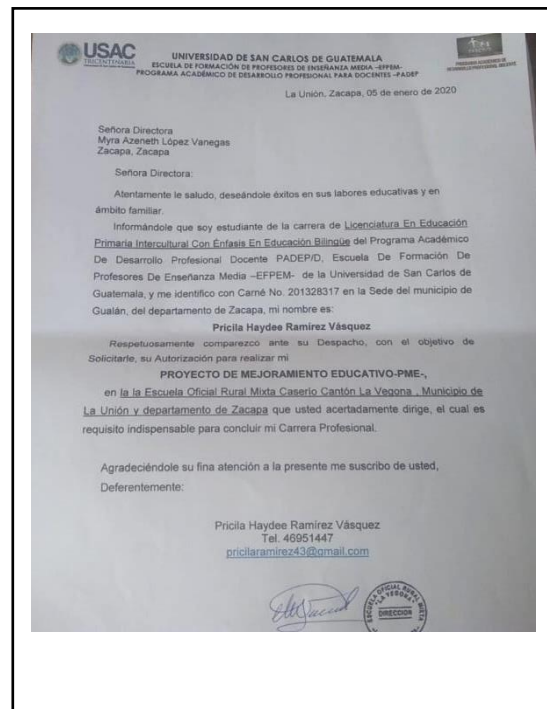 USAC
TRICENTENARIA
UNIVERSIDAD DE SAN CARLOS DE GUATEMALA
ESCUELA DE FORMACIÓN DE PROFESORES DE ENSEÑANZA MEDIA –EFPEM-
PROGRAMA ACADÉMICO DE DESARROLLO PROFESIONAL PARA DOCENTES –PADEP
La Unión, Zacapa, 05 de enero de 2020
Señora Directora
Myra Azeneth López Vanegas
Zacapa, Zacapa
Señora Directora:
Atentamente le saludo, deseándole éxitos en sus labores educativas y en
ámbito familiar.
Informándole que soy estudiante de la carrera de Licenciatura En Educación
Primaria Intercultural Con Énfasis En Educación Bilingüe del Programa Académico
De Desarrollo Profesional Docente PADEP/D, Escuela De Formación De
Profesores De Enseñanza Media –EFPEM- de la Universidad de San Carlos de
Guatemala, y me identifico con Carné No. 201328317 en la Sede del municipio de
Gualán, del departamento de Zacapa, mi nombre es:
Pricila Haydee Ramírez Vásquez
Respetuosamente comparezco ante su Despacho, con el objetivo de
Solicitarle, su Autorización para realizar mi
PROYECTO DE MEJORAMIENTO EDUCATIVO-PME-,
en la la Escuela Oficial Rural Mixta Caserío Cantón La Vegona , Municipio de
La Unión y departamento de Zacapa que usted acertadamente dirige, el cual es
requisito indispensable para concluir mi Carrera Profesional.
Agradeciéndole su fina atención a la presente me suscribo de usted,
Deferentemente:
Pricila Haydee Ramírez Vásquez
Tel. 46951447
pricilaramirez43@gmail.com
ESCUELA OFICIAL RURAL MIXTA
"LA VEGONA"
DIRECCION